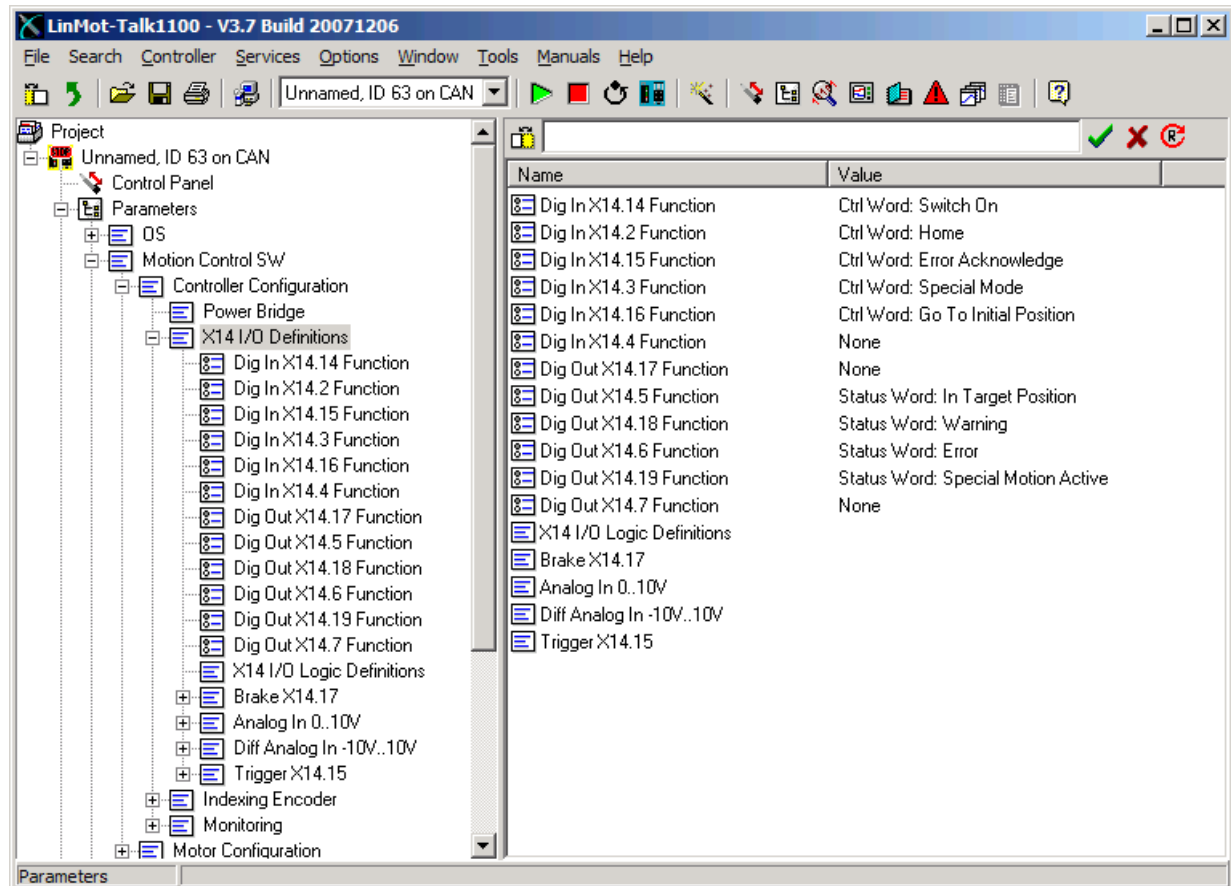 LinMot-Talk1100 - V3.7 Build 20071206
File Search Controller Services Options Window Tools Manuals Help
Unnamed, ID 63 on CAN
Project
Unnamed, ID 63 on CAN
Control Panel
Parameters
OS
Motion Control SW
Controller Configuration
Power Bridge
X14 I/O Definitions
Dig In X14.14 Function
Dig In X14.2 Function
Dig In X14.15 Function
Dig In X14.3 Function
Dig In X14.16 Function
Dig In X14.4 Function
Dig Out X14.17 Function
Dig Out X14.5 Function
Dig Out X14.18 Function
Dig Out X14.6 Function
Dig Out X14.19 Function
Dig Out X14.7 Function
X14 I/O Logic Definitions
Brake X14.17
Analog In 0..10V
Diff Analog In -10V..10V
Trigger X14.15
Indexing Encoder
Monitoring
Motor Configuration
Name Value
Dig In X14.14 Function Ctrl Word: Switch On
Dig In X14.2 Function Ctrl Word: Home
Dig In X14.15 Function Ctrl Word: Error Acknowledge
Dig In X14.3 Function Ctrl Word: Special Mode
Dig In X14.16 Function Ctrl Word: Go To Initial Position
Dig In X14.4 Function None
Dig Out X14.17 Function None
Dig Out X14.5 Function Status Word: In Target Position
Dig Out X14.18 Function Status Word: Warning
Dig Out X14.6 Function Status Word: Error
Dig Out X14.19 Function Status Word: Special Motion Active
Dig Out X14.7 Function None
X14 I/O Logic Definitions
Brake X14.17
Analog In 0..10V
Diff Analog In -10V..10V
Trigger X14.15
Parameters